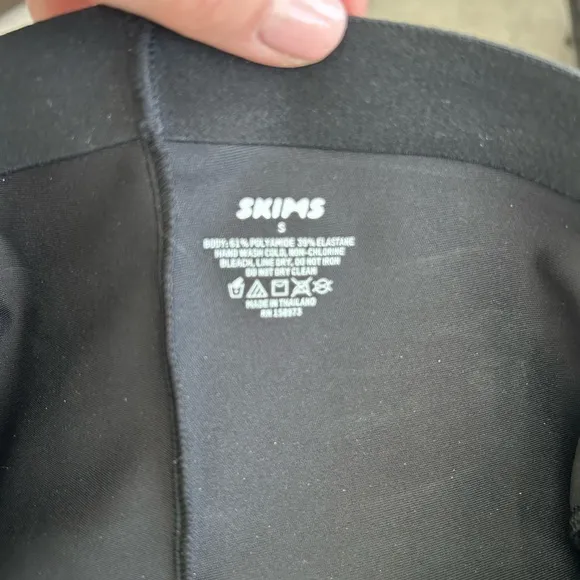 SKIMS
S
BODY: 61% POLYAMIDE 39% ELASTANE
HAND WASH COLD, NON-CHLORINE
BLEACH, LINE DRY, DO NOT IRON
DO NOT DRY CLEAN
MADE IN THAILAND
RN 158973